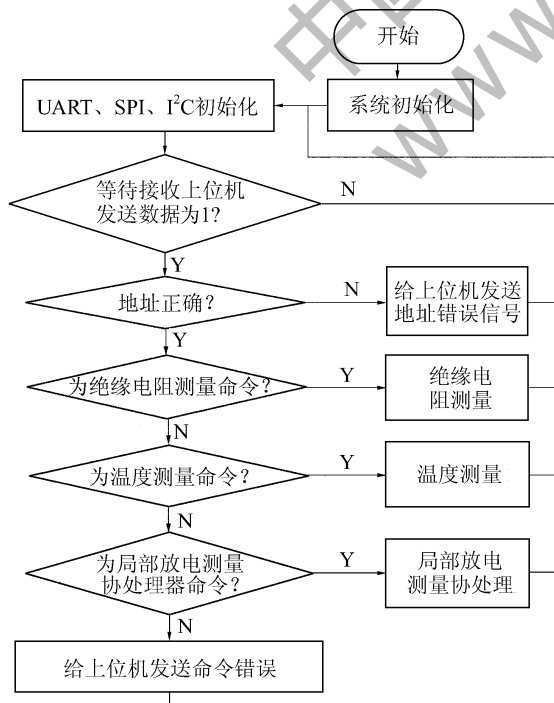 开始
系统初始化
UART、SPI、I²C初始化
等待接收上位机
发送数据为1?
N
Y
地址正确?
N
给上位机发送
地址错误信号
Y
为绝缘电阻测量命令?
Y
绝缘电
阻测量
N
为温度测量命令?
Y
温度测量
N
为局部放电测量
协处理器命令?
Y
局部放电
测量协处理
N
给上位机发送命令错误
中
WWW